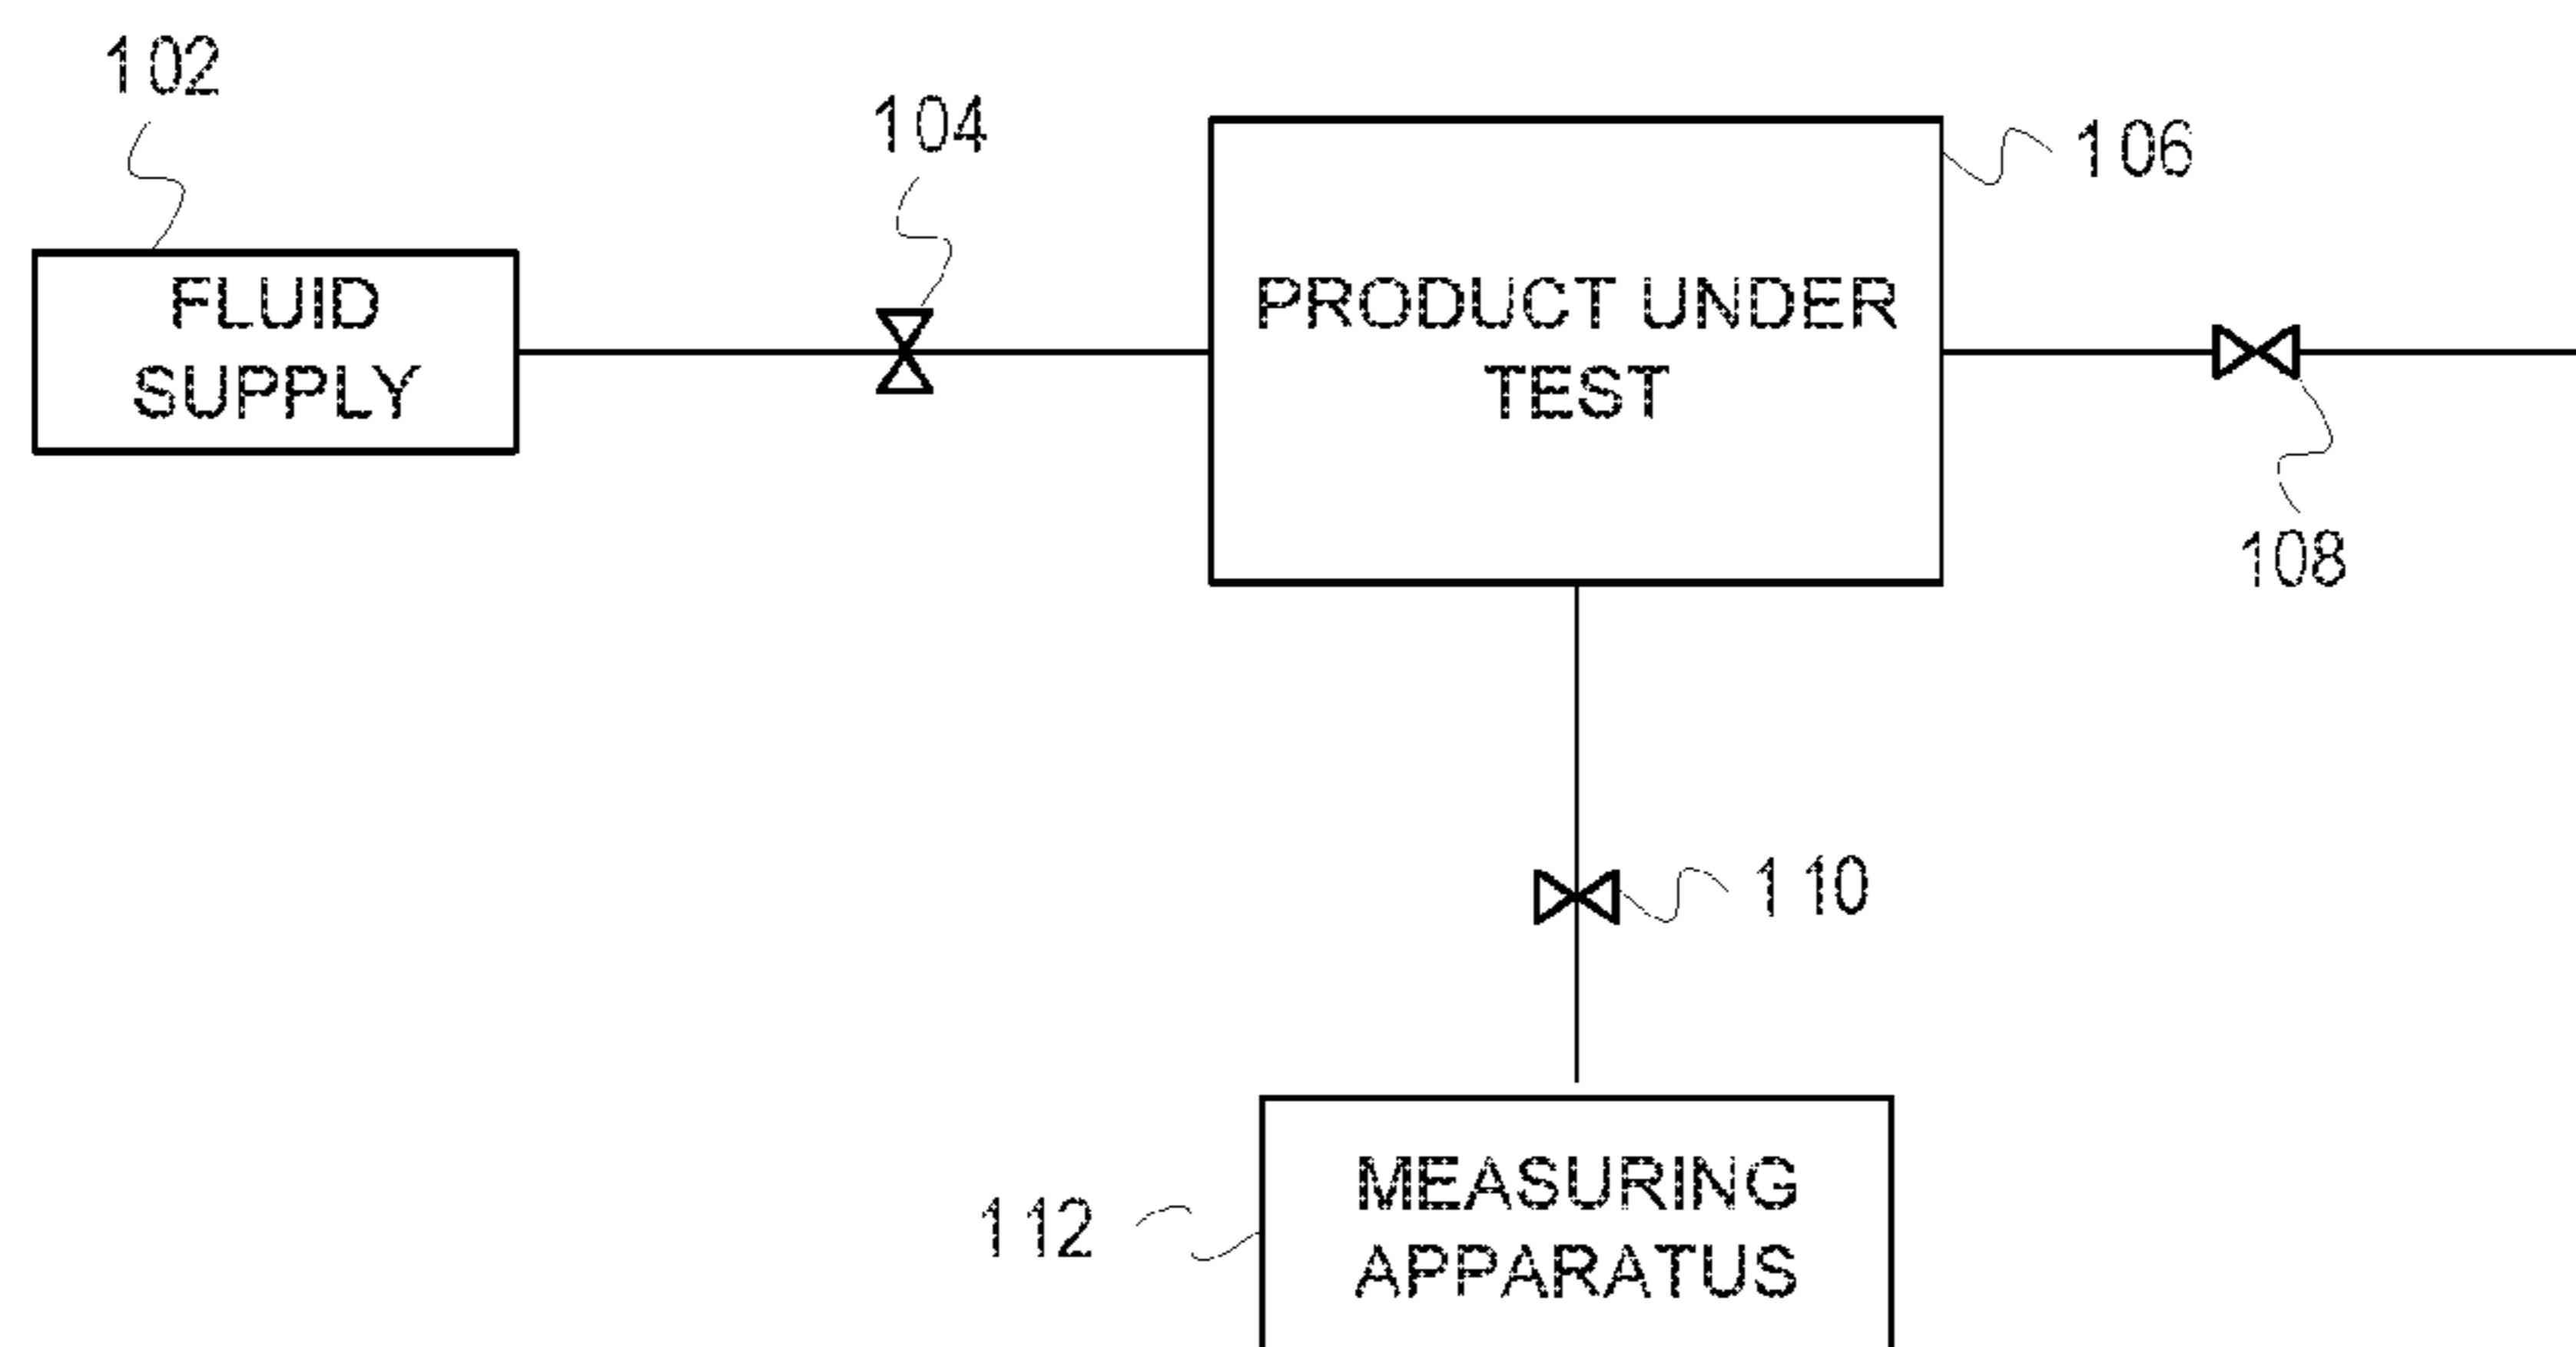 102
104
106
FLUID
SUPPLY
PRODUCT UNDER
TEST
108
110
112
MEASURING
APPARATUS